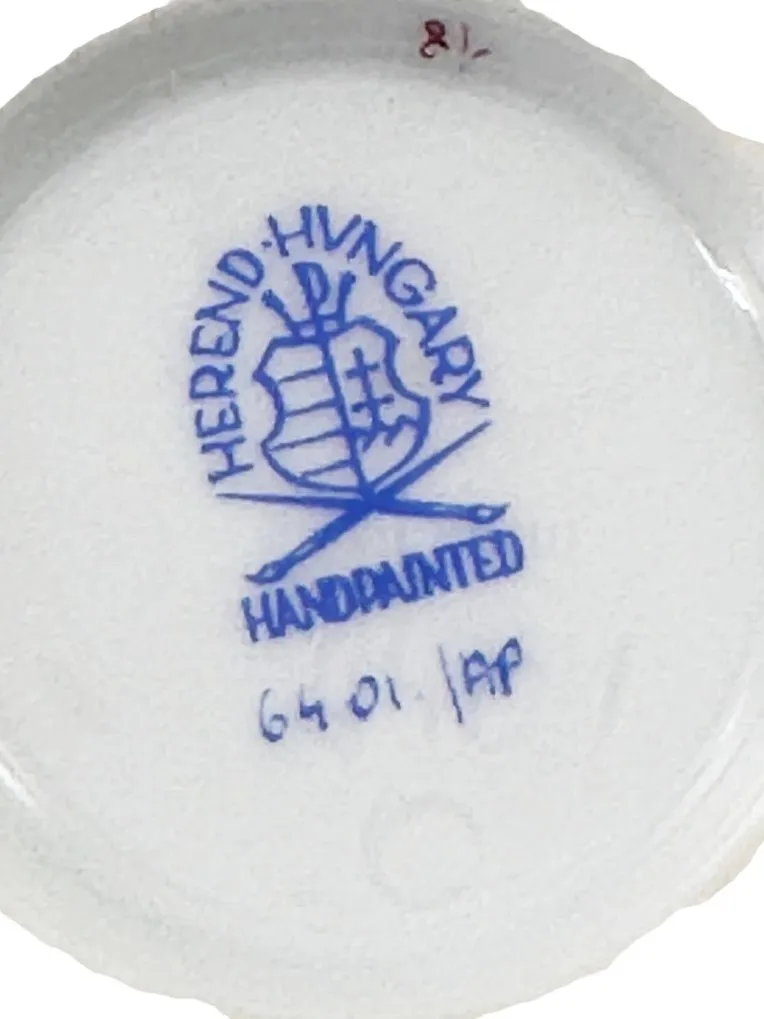 81.
HEREND·HVNGARY
HANDPAINTED
6401./AP